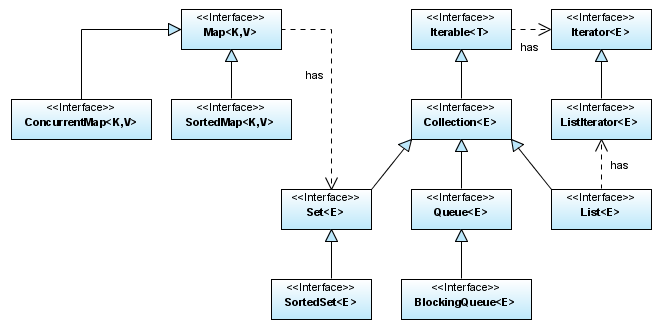 <<Interface>>
Map<K,V>
<<Interface>>
Iterable<T>
<<Interface>>
Iterator<E>
has
has
<<Interface>>
ConcurrentMap<K,V>
<<Interface>>
SortedMap<K,V>
<<Interface>>
Collection<E>
<<Interface>>
ListIterator<E>
has
<<Interface>>
Set<E>
<<Interface>>
Queue<E>
<<Interface>>
List<E>
<<Interface>>
SortedSet<E>
<<Interface>>
BlockingQueue<E>